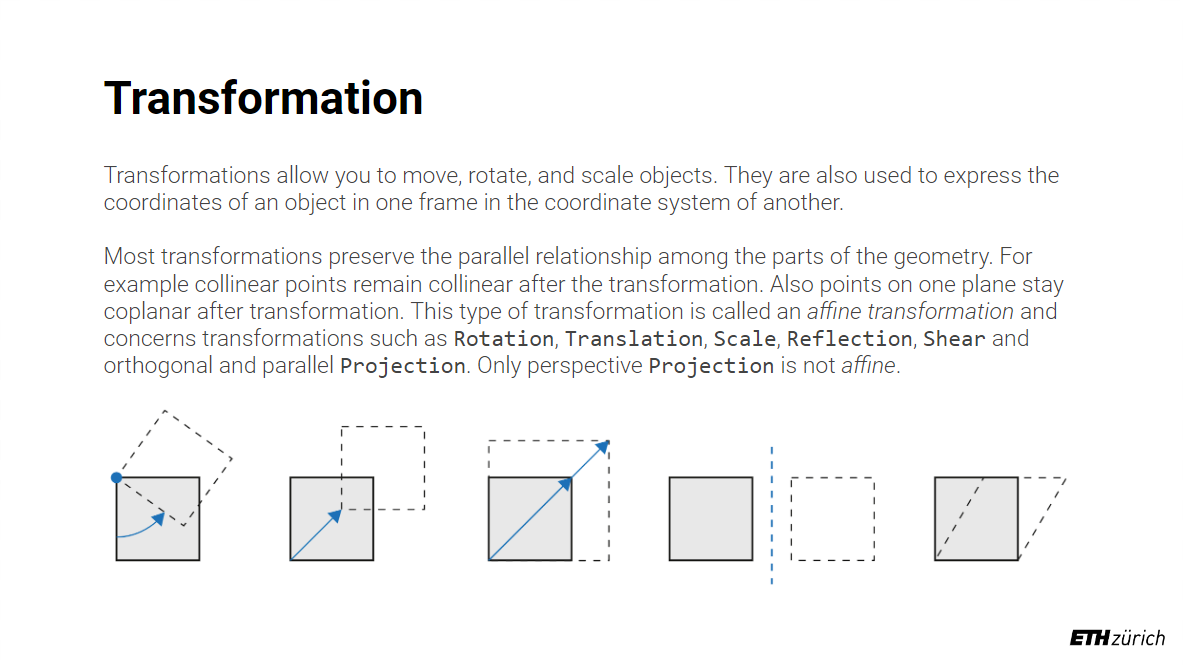 Transformation
Transformations allow you to move, rotate, and scale objects. They are also used to express the
coordinates of an object in one frame in the coordinate system of another.
Most transformations preserve the parallel relationship among the parts of the geometry. For
example collinear points remain collinear after the transformation. Also points on one plane stay
coplanar after transformation. This type of transformation is called an affine transformation and
concerns transformations such as Rotation, Translation, Scale, Reflection, Shear and
orthogonal and parallel Projection. Only perspective Projection is not affine.
ETH zürich